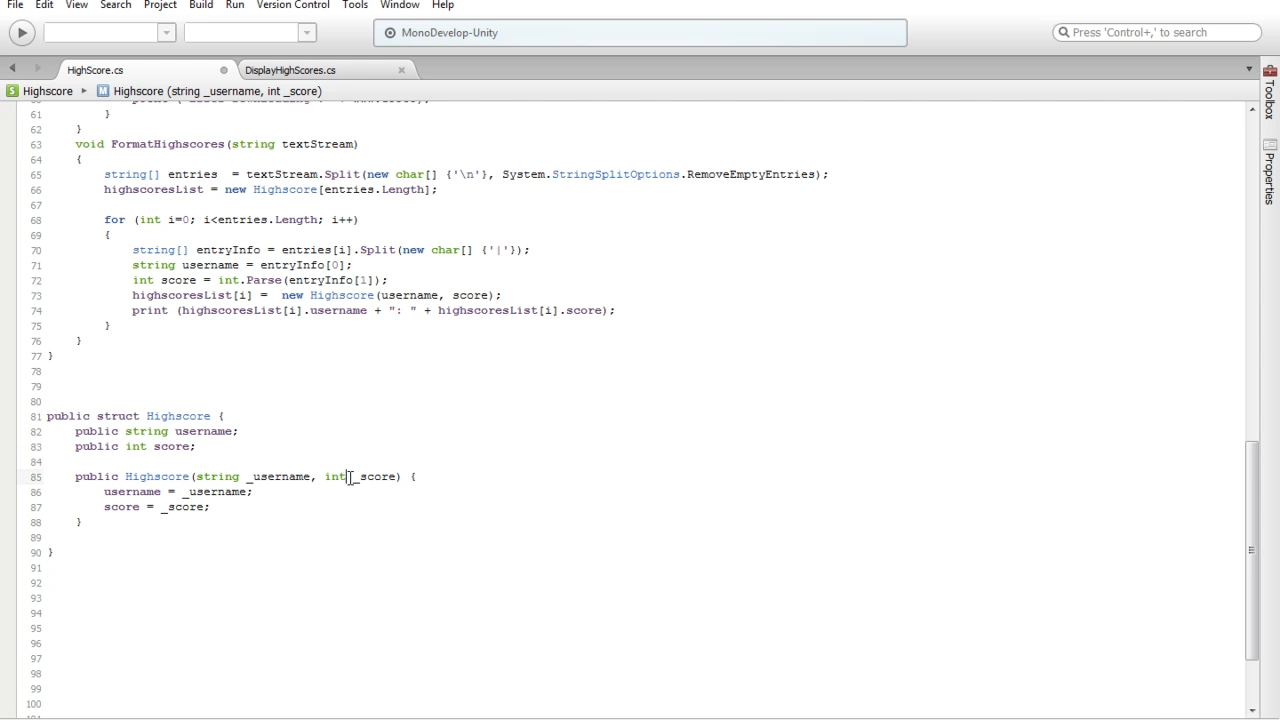 File Edit View Search Project Build Run Version Control Tools Window Help
MonoDevelop-Unity
Press 'Control+,' to search
HighScore.cs DisplayHighScores.cs
S Highscore M Highscore (string _username, int _score)
61 }
62 }
63 void FormatHighscores(string textStream)
64 {
65 string[] entries = textStream.Split(new char[] {'\n'}, System.StringSplitOptions.RemoveEmptyEntries);
66 highscoresList = new Highscore[entries.Length];
67
68 for (int i=0; i<entries.Length; i++)
69 {
70 string[] entryInfo = entries[i].Split(new char[] {'|'});
71 string username = entryInfo[0];
72 int score = int.Parse(entryInfo[1]);
73 highscoresList[i] = new Highscore(username, score);
74 print (highscoresList[i].username + ": " + highscoresList[i].score);
75 }
76 }
77 }
78
79
80
81 public struct Highscore {
82 public string username;
83 public int score;
84
85 public Highscore(string _username, int _score) {
86 username = _username;
87 score = _score;
88 }
89
90 }
91
92
93
94
95
96
97
98
99
100
Toolbox
Properties